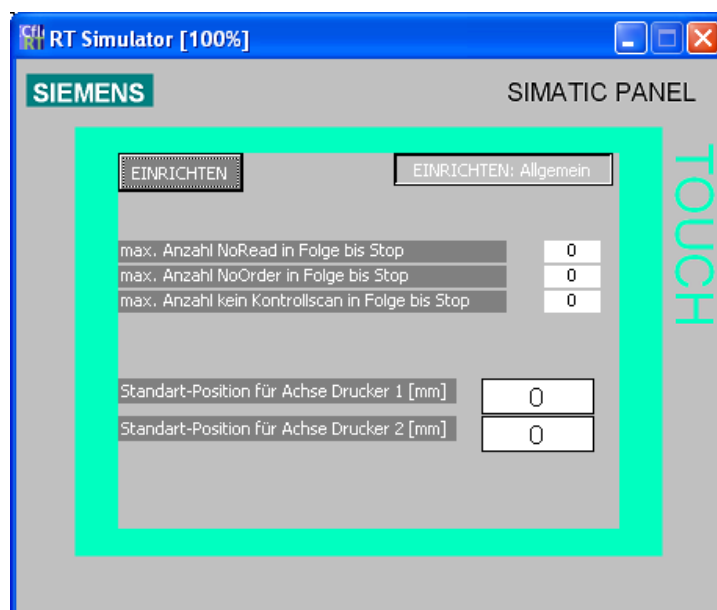 RT Simulator [100%]
SIEMENS
SIMATIC PANEL
TOUCH
EINRICHTEN
EINRICHTEN: Allgemein
max. Anzahl NoRead in Folge bis Stop 0
max. Anzahl NoOrder in Folge bis Stop 0
max. Anzahl kein Kontrollscan in Folge bis Stop 0
Standart-Position für Achse Drucker 1 [mm] 0
Standart-Position für Achse Drucker 2 [mm] 0